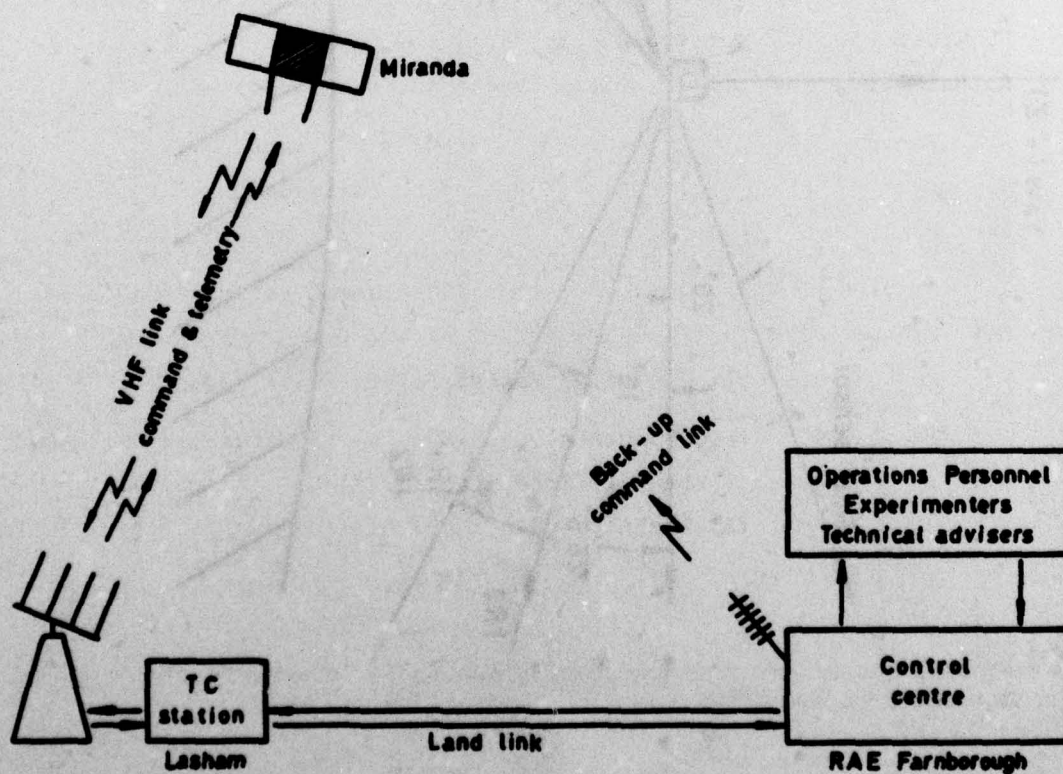 Miranda
VHF link
command & telemetry
Back-up
command link
Operations Personnel
Experimenters
Technical advisers
Control
centre
TC
station
Land link
Lasham
RAE Farnborough